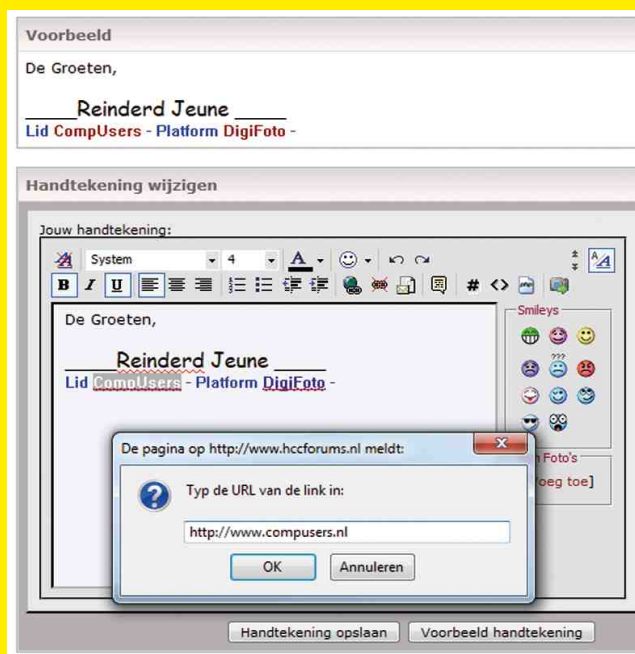 Voorbeeld
De Groeten,
_____Reinderd Jeune _____
Lid CompUsers - Platform DigiFoto -
Handtekening wijzigen
Jouw handtekening:
System 4 A A/A
B I U # <> php
De Groeten,
_____Reinderd Jeune _____
Lid CompUsers - Platform DigiFoto -
Smileys
???
De pagina op http://www.hccforums.nl meldt:
x
Typ de URL van de link in:
http://www.compusers.nl
OK Annuleren
n Foto's
oeg toe]
Handtekening opslaan Voorbeeld handtekening